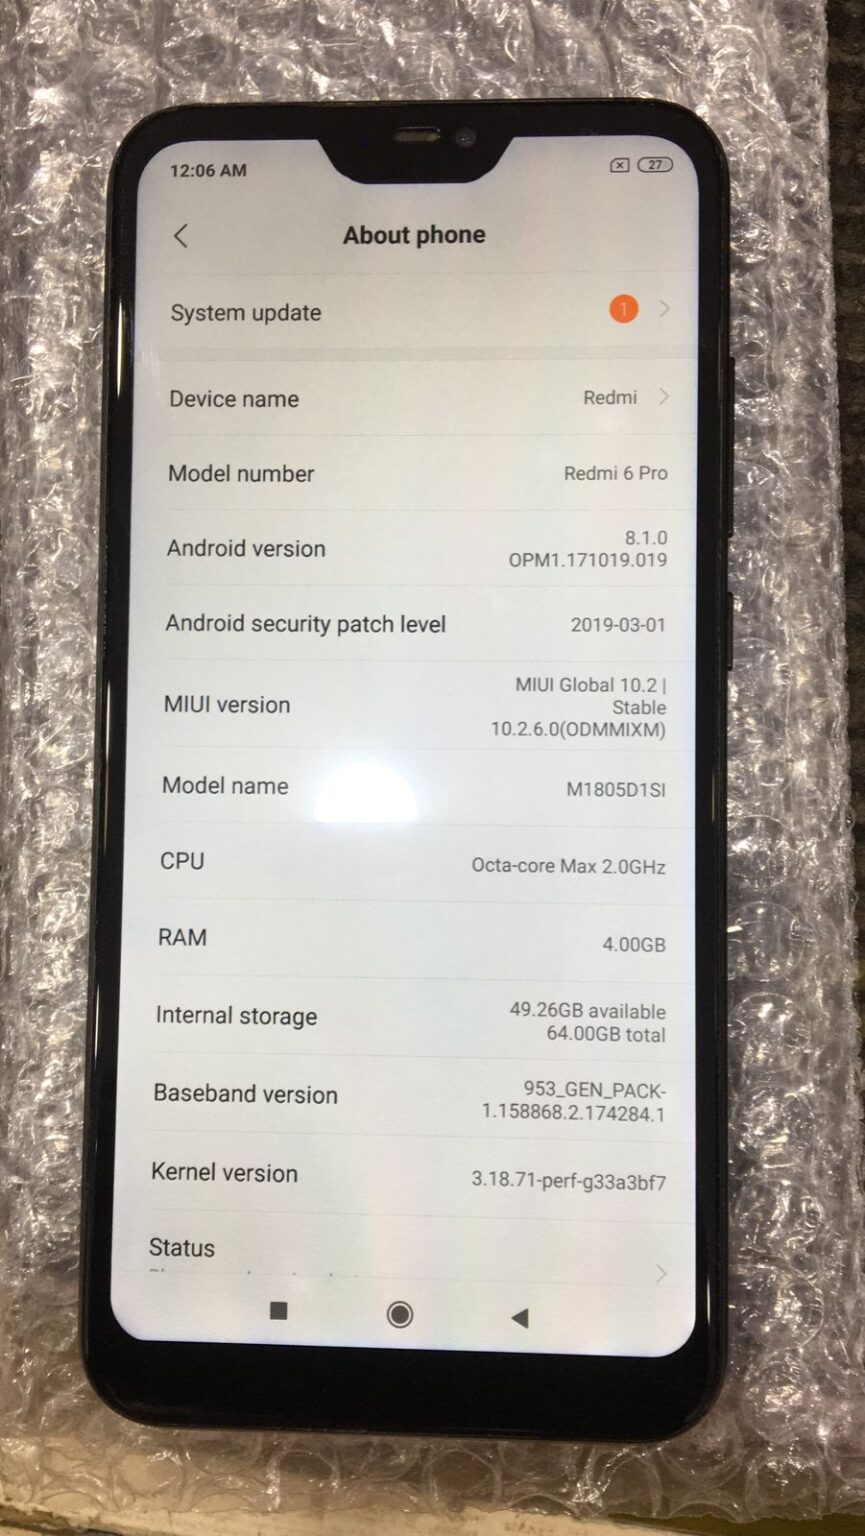 12:06 AM 27
About phone
System update 1
Device name Redmi
Model number Redmi 6 Pro
Android version 8.1.0
OPM1.171019.019
Android security patch level 2019-03-01
MIUI version MIUI Global 10.2 |
Stable
10.2.6.0(ODMMIXM)
Model name M1805D1SI
CPU Octa-core Max 2.0GHz
RAM 4.00GB
Internal storage 49.26GB available
64.00GB total
Baseband version 953_GEN_PACK-
1.158868.2.174284.1
Kernel version 3.18.71-perf-g33a3bf7
Status